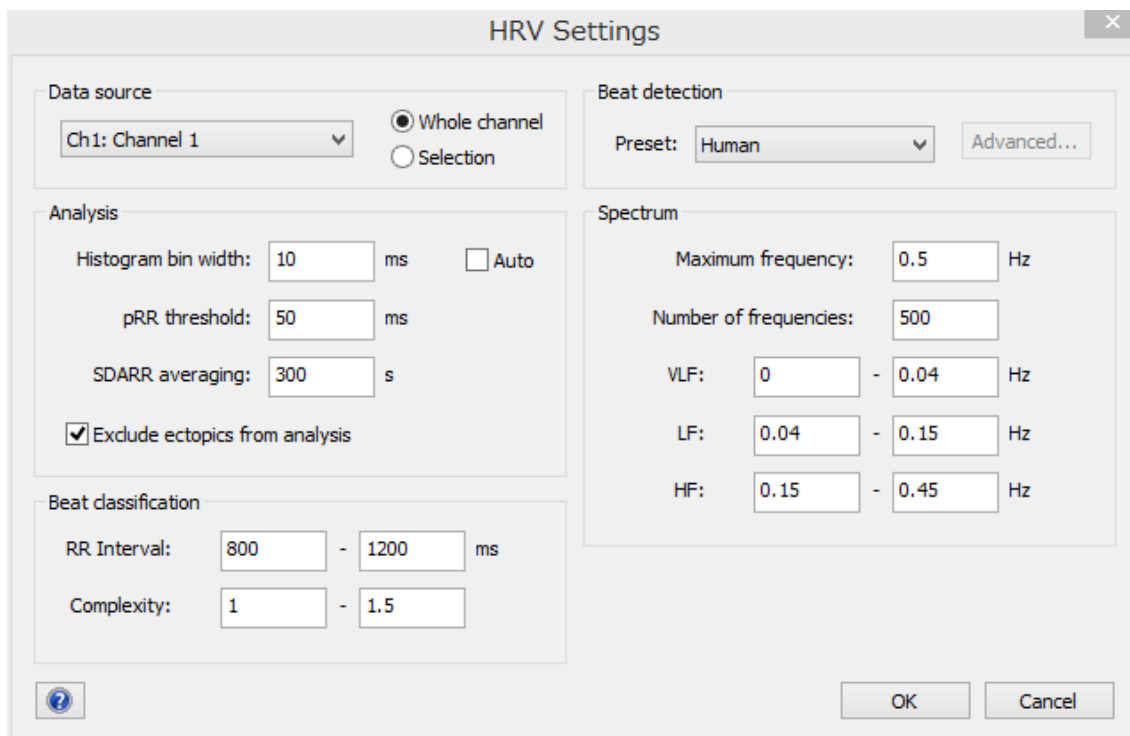 HRV Settings
Data source
Ch1: Channel 1
Whole channel
Selection
Beat detection
Preset: Human Advanced...
Analysis
Histogram bin width: 10 ms Auto
pRR threshold: 50 ms
SDARR averaging: 300 s
Exclude ectopics from analysis
Spectrum
Maximum frequency: 0.5 Hz
Number of frequencies: 500
VLF: 0 - 0.04 Hz
LF: 0.04 - 0.15 Hz
HF: 0.15 - 0.45 Hz
Beat classification
RR Interval: 800 - 1200 ms
Complexity: 1 - 1.5
?
OK Cancel